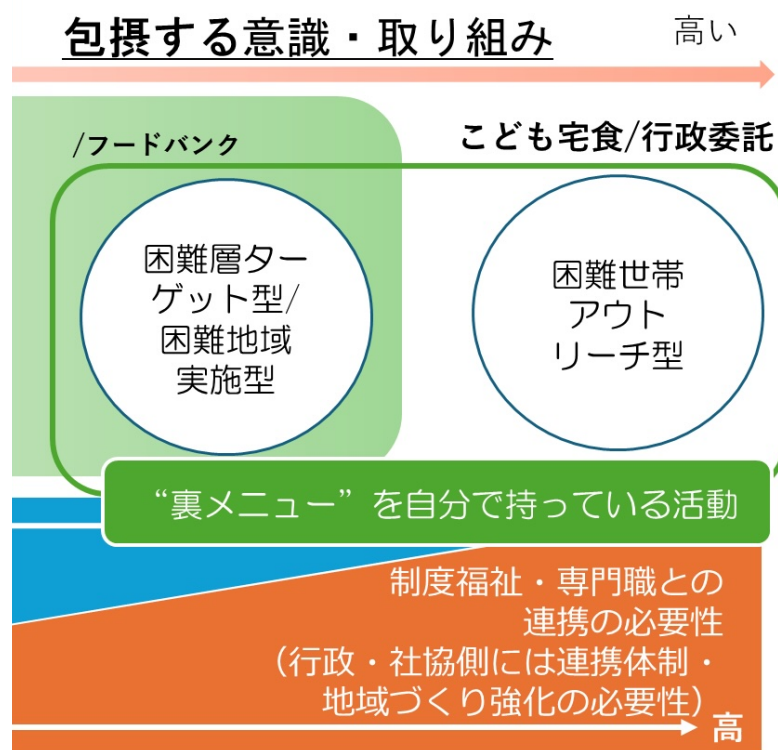 包摂する意識・取り組み
高い
/フードバンク
こども宅食/行政委託
困難層ター
ゲット型/
困難地域
実施型
困難世帯
アウト
リーチ型
“裏メニュー”を自分で持っている活動
制度福祉・専門職との
連携の必要性
（行政・社協側には連携体制・
地域づくり強化の必要性）
高